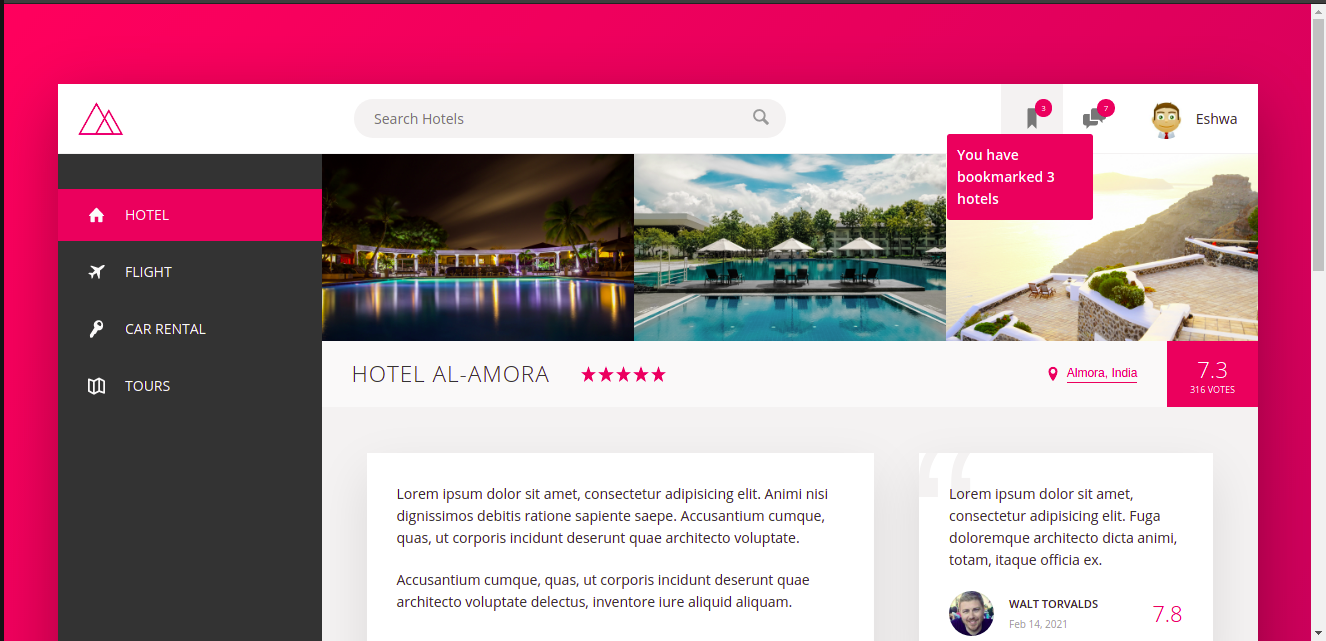 Search Hotels
3
7
Eshwa
You have
bookmarked 3
hotels
HOTEL
FLIGHT
CAR RENTAL
TOURS
HOTEL AL-AMORA
Almora, India
7.3
316 VOTES
Lorem ipsum dolor sit amet, consectetur adipisicing elit. Animi nisi
dignissimos debitis ratione sapiente saepe. Accusantium cumque,
quas, ut corporis incidunt deserunt quae architecto voluptate.
Accusantium cumque, quas, ut corporis incidunt deserunt quae
architecto voluptate delectus, inventore iure aliquid aliquam.
“
Lorem ipsum dolor sit amet,
consectetur adipisicing elit. Fuga
doloremque architecto dicta animi,
totam, itaque officia ex.
WALT TORVALDS
Feb 14, 2021
7.8